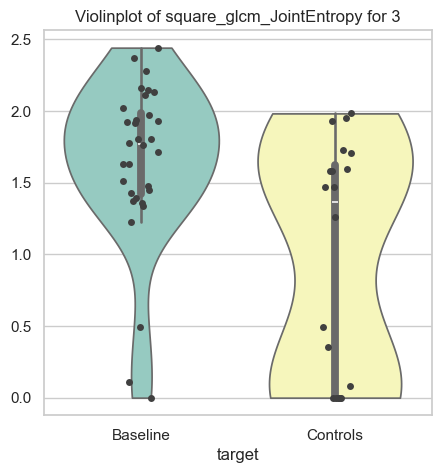 Violinplot of square_glcm_JointEntropy for 3
2.5
2.0
1.5
1.0
0.5
0.0
Baseline Controls
target